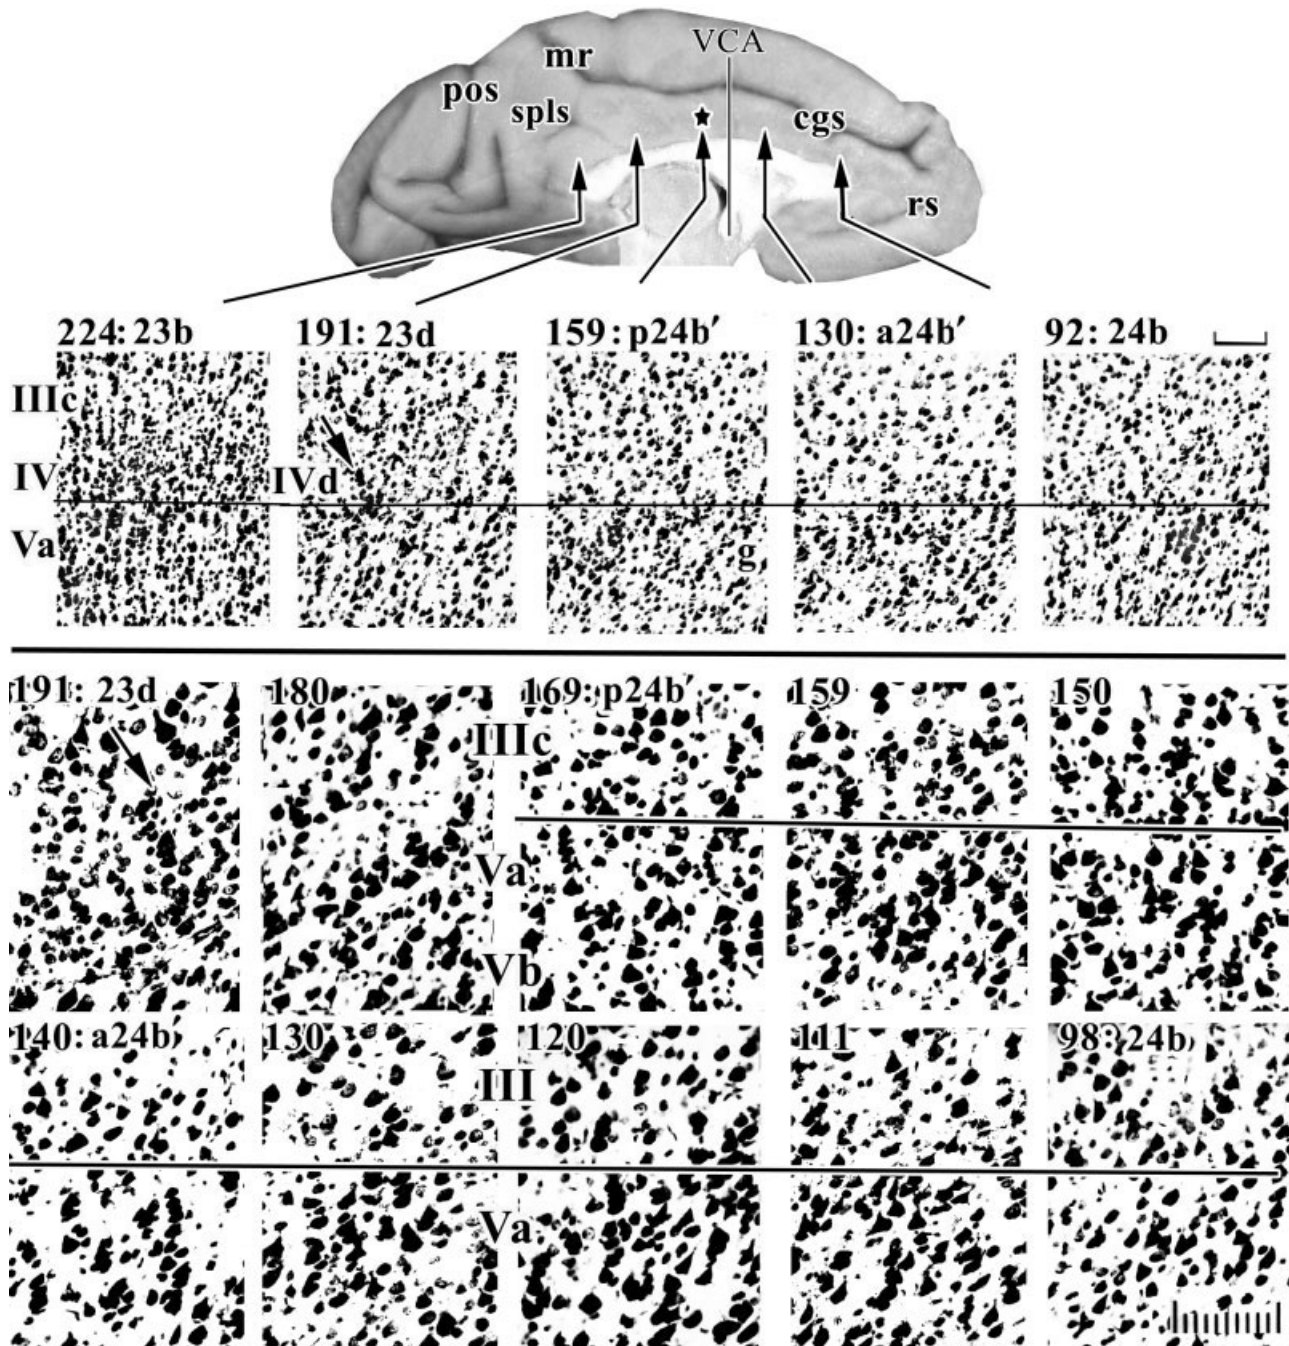 VCA
mr
pos
spls
cgs
rs
224: 23b 191: 23d 159: p24b′ 130: a24b′ 92: 24b
IIIc
IV IVd
Va g
191: 23d 180 169: p24b′ 159 150
IIIc
Va
Vb
140: a24b′ 130 120 111 98: 24b
III
Va